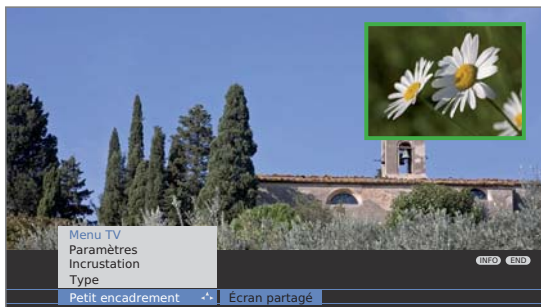 Menu TV
Paramètres
Incrustation
Type
INFO END
Petit encadrement Écran partagé